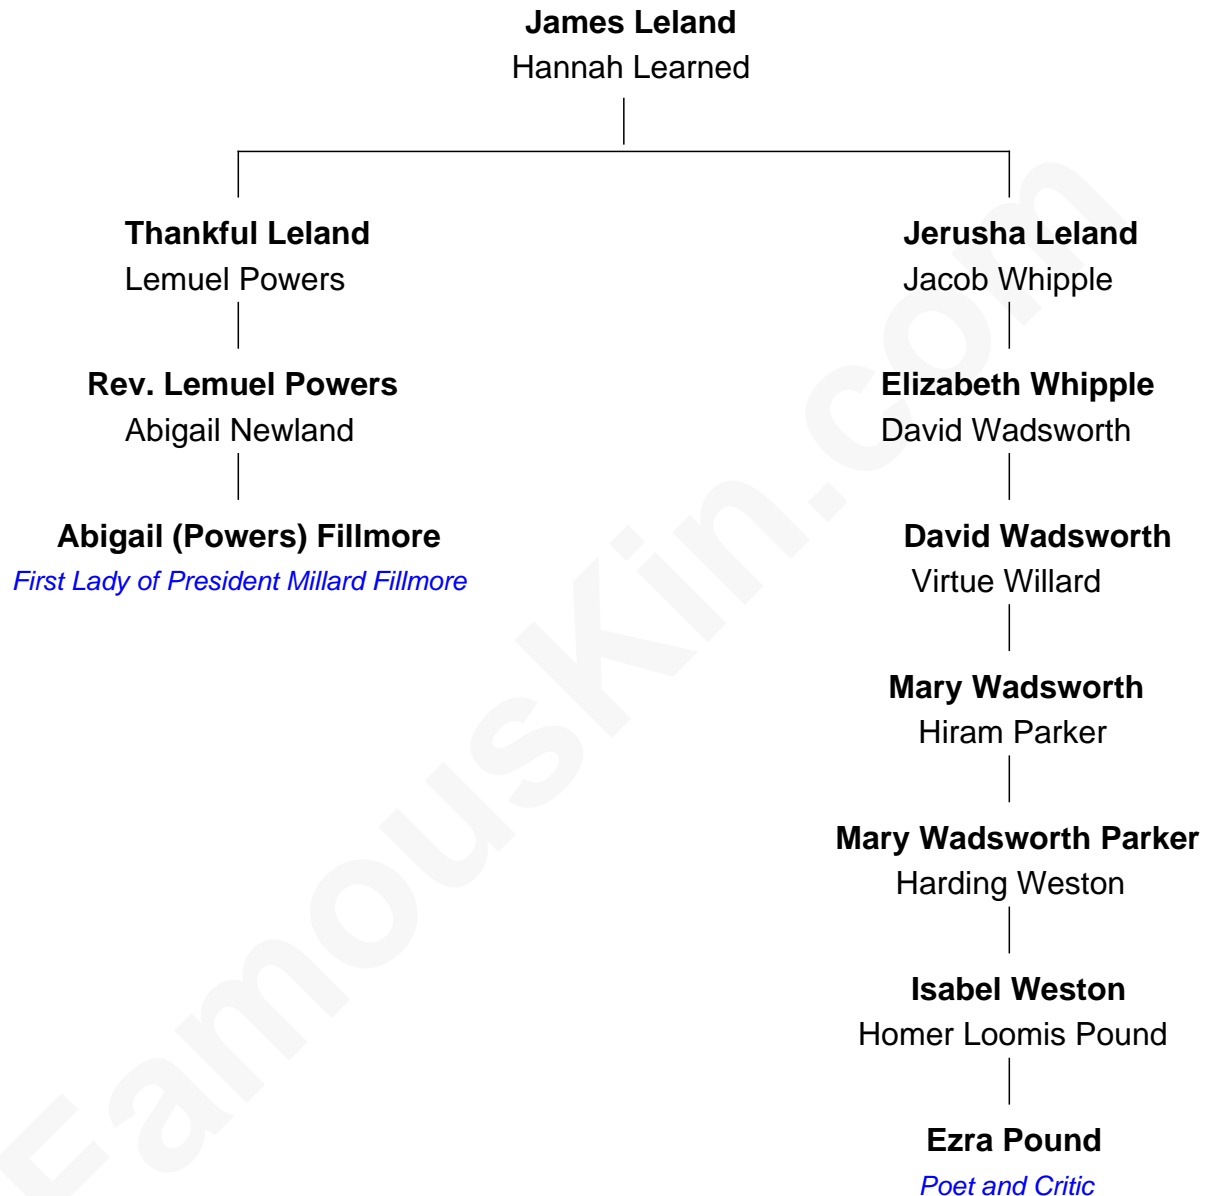 James Leland
Hannah Learned
Thankful Leland
Lemuel Powers
Jerusha Leland
Jacob Whipple
Rev. Lemuel Powers
Abigail Newland
Elizabeth Whipple
David Wadsworth
Abigail (Powers) Fillmore
First Lady of President Millard Fillmore
David Wadsworth
Virtue Willard
Mary Wadsworth
Hiram Parker
Mary Wadsworth Parker
Harding Weston
Isabel Weston
Homer Loomis Pound
Ezra Pound
Poet and Critic
FamousKin.com